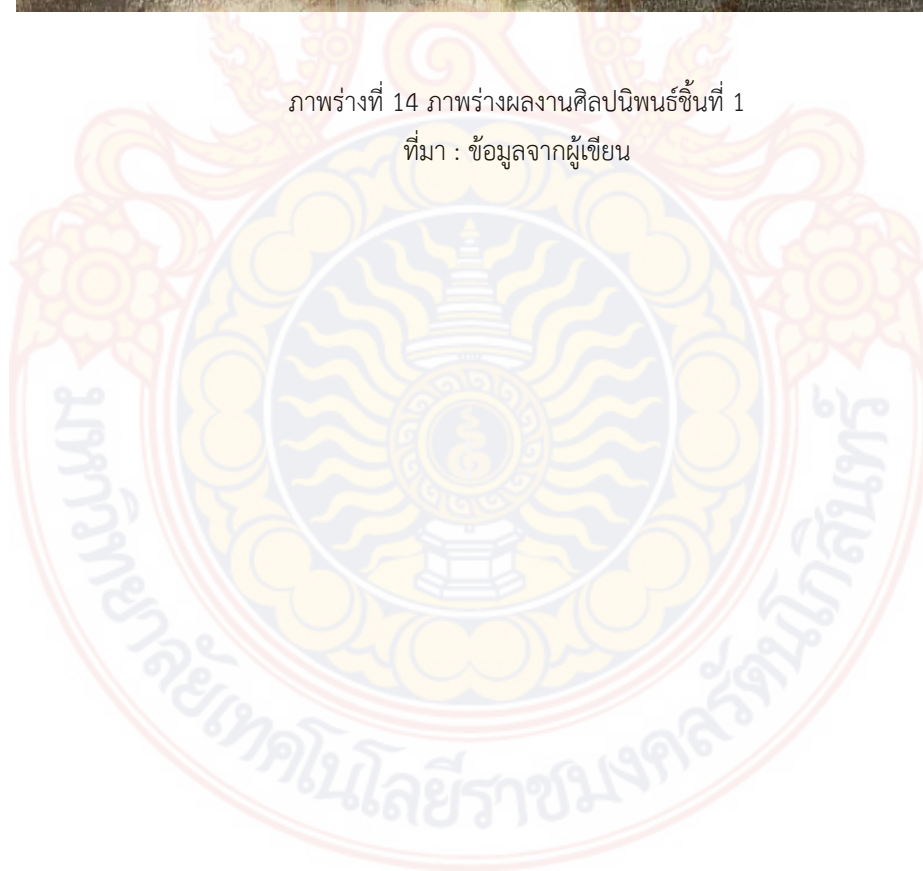 ภาพร่างที่ 14 ภาพร่างผลงานศิลปนิพนธ์ชิ้นที่ 1
ที่มา : ข้อมูลจากผู้เขียน
มหาวิทยาลัยเทคโนโลยีราชมงคลรัตนโกสินทร์